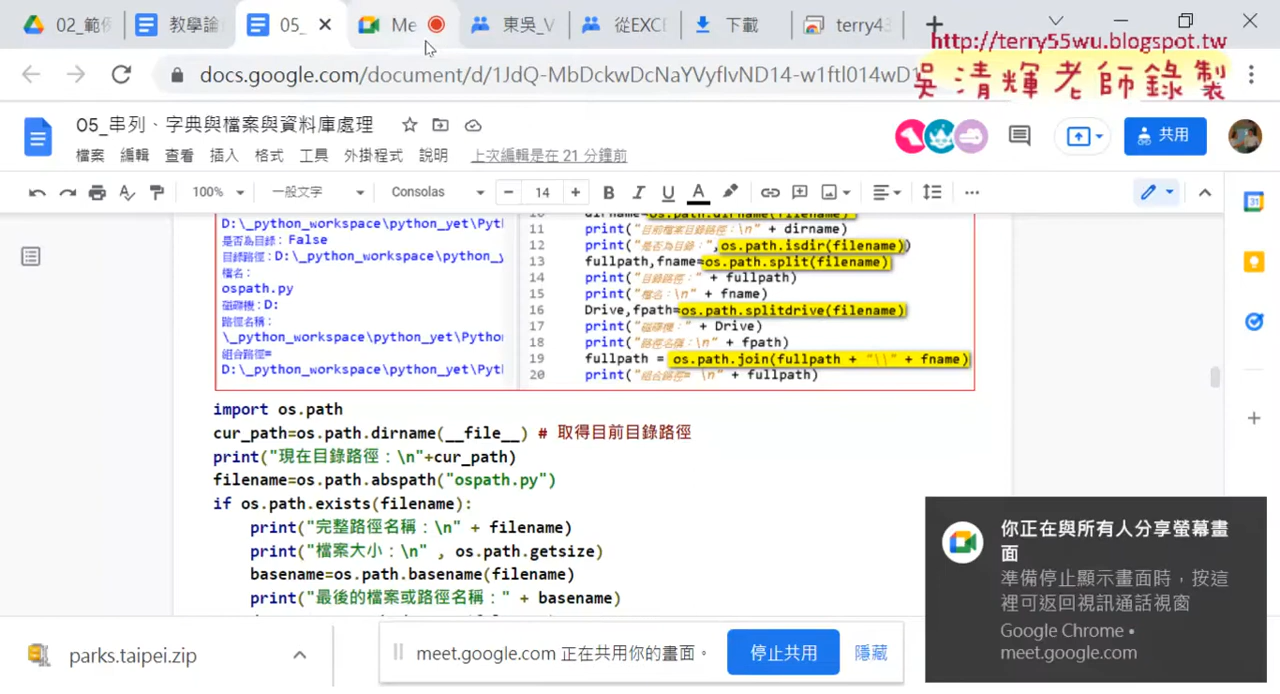 02_範例
教學論
05_
Me
東吳_V
從EXCE
下載
terry43
http://terry55wu.blogspot.tw
docs.google.com/document/d/1JdQ-MbDckwDcNaYVyfIvND14-w1ftl014wD1
吳清輝老師錄製
05_串列、字典與檔案與資料庫處理
共用
檔案 編輯 查看 插入 格式 工具 外掛程式 說明 上次編輯是在 21 分鐘前
100% 一般文字 Consolas 14 B I U A
D:\_python_workspace\python_yet\Pyt
是否為目錄：False
目錄路徑：D:\_python_workspace\python_y
檔名：
ospath.py
磁碟機：D:
路徑名稱：
\_python_workspace\python_yet\Pyth
組合路徑=
D:\_python_workspace\python_yet\Pyt
10 dirname=os.path.dirname(filename)
11 print("目前檔案目錄路徑:\n" + dirname)
12 print("是否為目錄：",os.path.isdir(filename))
13 fullpath,fname=os.path.split(filename)
14 print("目錄路徑：" + fullpath)
15 print("檔名：\n" + fname)
16 Drive,fpath=os.path.splitdrive(filename)
17 print("磁碟機：" + Drive)
18 print("路徑名稱：\n" + fpath)
19 fullpath = os.path.join(fullpath + "\\" + fname)
20 print("組合路徑= \n" + fullpath)
import os.path
cur_path=os.path.dirname(__file__) # 取得目前目錄路徑
print("現在目錄路徑：\n"+cur_path)
filename=os.path.abspath("ospath.py")
if os.path.exists(filename):
print("完整路徑名稱：\n" + filename)
print("檔案大小：\n" , os.path.getsize)
basename=os.path.basename(filename)
print("最後的檔案或路徑名稱：" + basename)
31
你正在與所有人分享螢幕畫
面
準備停止顯示畫面時，按這
裡可返回視訊通話視窗
Google Chrome •
meet.google.com
parks.taipei.zip
meet.google.com 正在共用你的畫面。
停止共用
隱藏